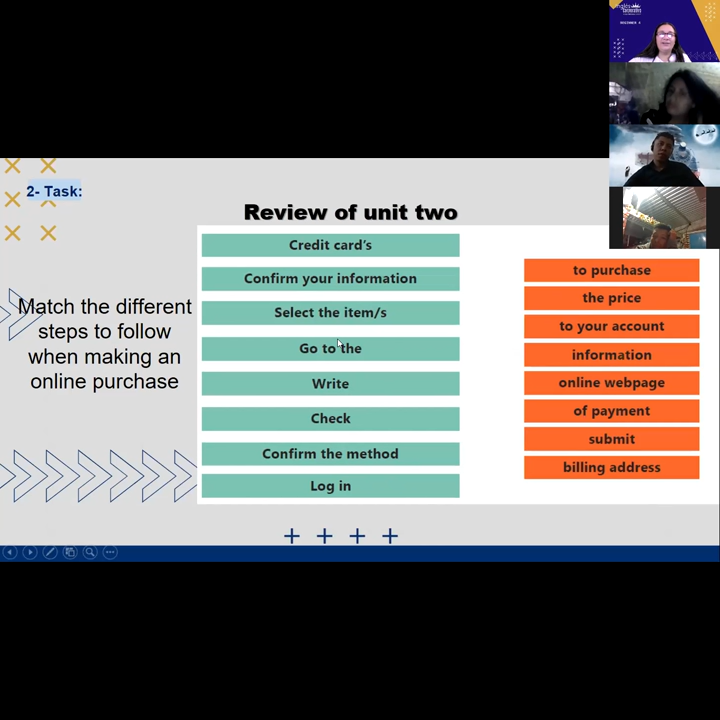 2- Task:
Review of unit two
Match the different
steps to follow
when making an
online purchase
Credit card's
Confirm your information
Select the item/s
Go to the
Write
Check
Confirm the method
Log in
to purchase
the price
to your account
information
online webpage
of payment
submit
billing address